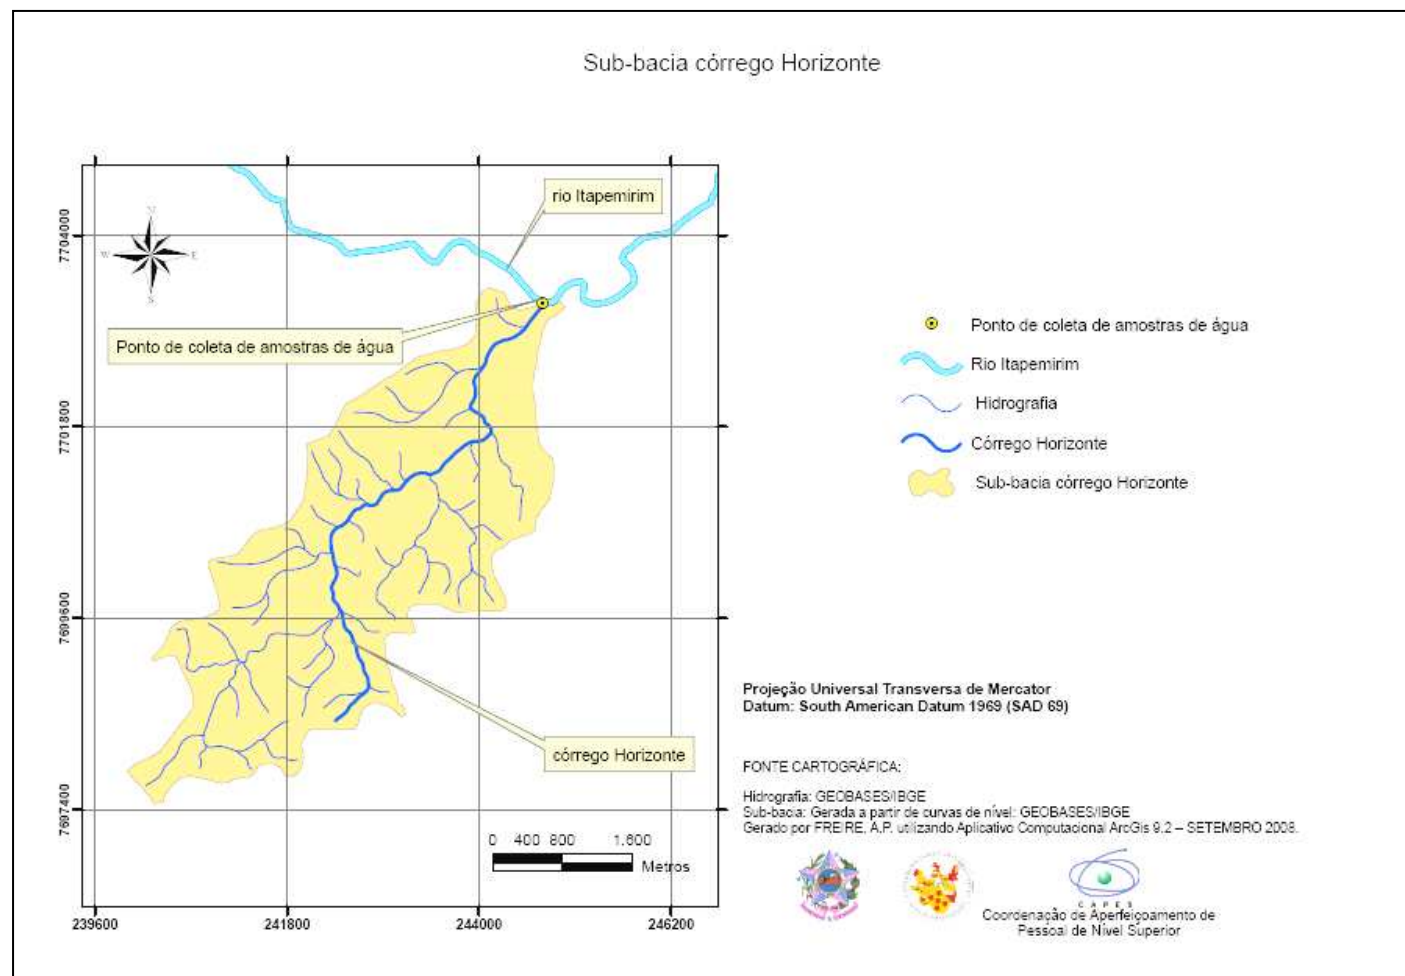 Sub-bacia córrego Horizonte
rio Itapemirim
N
W
E
S
Ponto de coleta de amostras de água
córrego Horizonte
7704000
7701800
7699600
7697400
239600
241800
244000
246200
0 400 800 1.600
Metros
Ponto de coleta de amostras de água
Rio Itapemirim
Hidrografia
Córrego Horizonte
Sub-bacia córrego Horizonte
Projeção Universal Transversa de Mercator
Datum: South American Datum 1969 (SAD 69)
FONTE CARTOGRÁFICA:
Hidrografia: GEOBASES/IBGE
Sub-bacia: Gerada a partir de curvas de nível: GEOBASES/IBGE
Gerado por FREIRE, A.P. utilizando Aplicativo Computacional ArcGis 9.2 – SETEMBRO 2008.
CAPES
Coordenação de Aperfeiçoamento de
Pessoal de Nível Superior